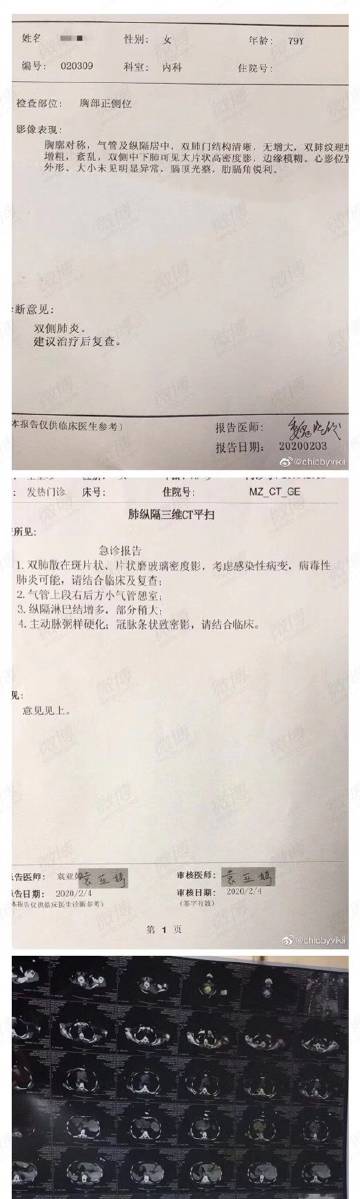 姓名 性别: 女 年龄: 79Y
编号: 020309 科室: 内科 住院号:
检查部位: 胸部正侧位
影像表现:
胸廓对称，气管及纵隔居中，双肺门结构清晰，无增大，双肺纹理增
增粗，紊乱，双侧中下肺可见大片状高密度影，边缘模糊。心影位置
外形、大小未见明显异常，膈顶光整，肋膈角锐利。
断意见:
双侧肺炎。
建议治疗后复查。
本报告仅供临床医生参考)
报告医师:
报告日期: 20200203
@chicbyvikii
发热门诊 床号: 住院号: MZ_CT_GE
肺纵隔三维CT平扫
所见:
急诊报告
1. 双肺散在斑片状、片状磨玻璃密度影，考虑感染性病变，病毒性
肺炎可能，请结合临床及复查；
2. 气管上段右后方小气管憩室；
3. 纵隔淋巴结增多，部分稍大；
4. 主动脉粥样硬化；冠脉条状致密影，请结合临床。
见:
意见见上。
告医师: 审核医师:
告日期: 2020/2/4 审核日期: 2020/2/4
本报告仅供临床医生诊断参考) (签字有效)
第 1 页
@chicbyvikii
微博